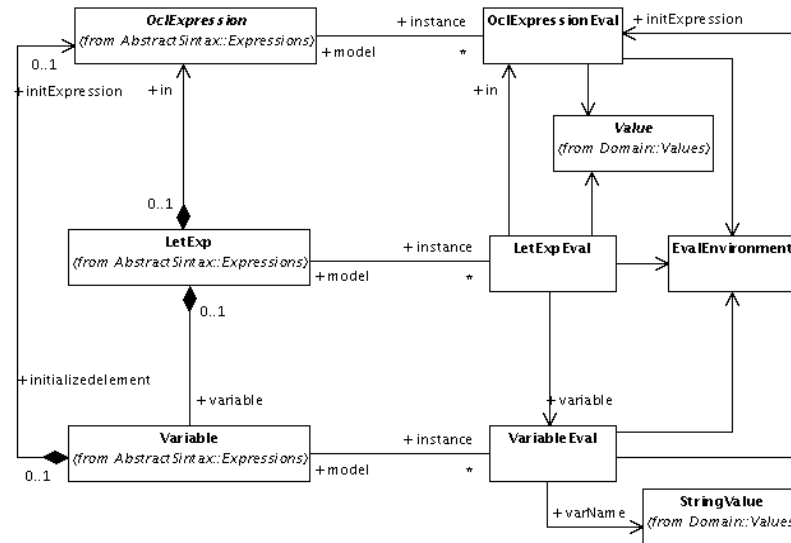 OclExpression
(from AbstractSintax::Expressions)
+instance
OclExpressionEval
+initExpression
0..1
+model
*
+initExpression
+in
+in
Value
(from Domain::Values)
0..1
LetExp
(from AbstractSintax::Expressions)
+instance
LetExpEval
EvalEnvironment
+model
*
0..1
+initializedelement
+variable
+variable
Variable
(from AbstractSintax::Expressions)
+instance
VariableEval
0..1
+model
*
StringValue
+varName
(from Domain::Values)